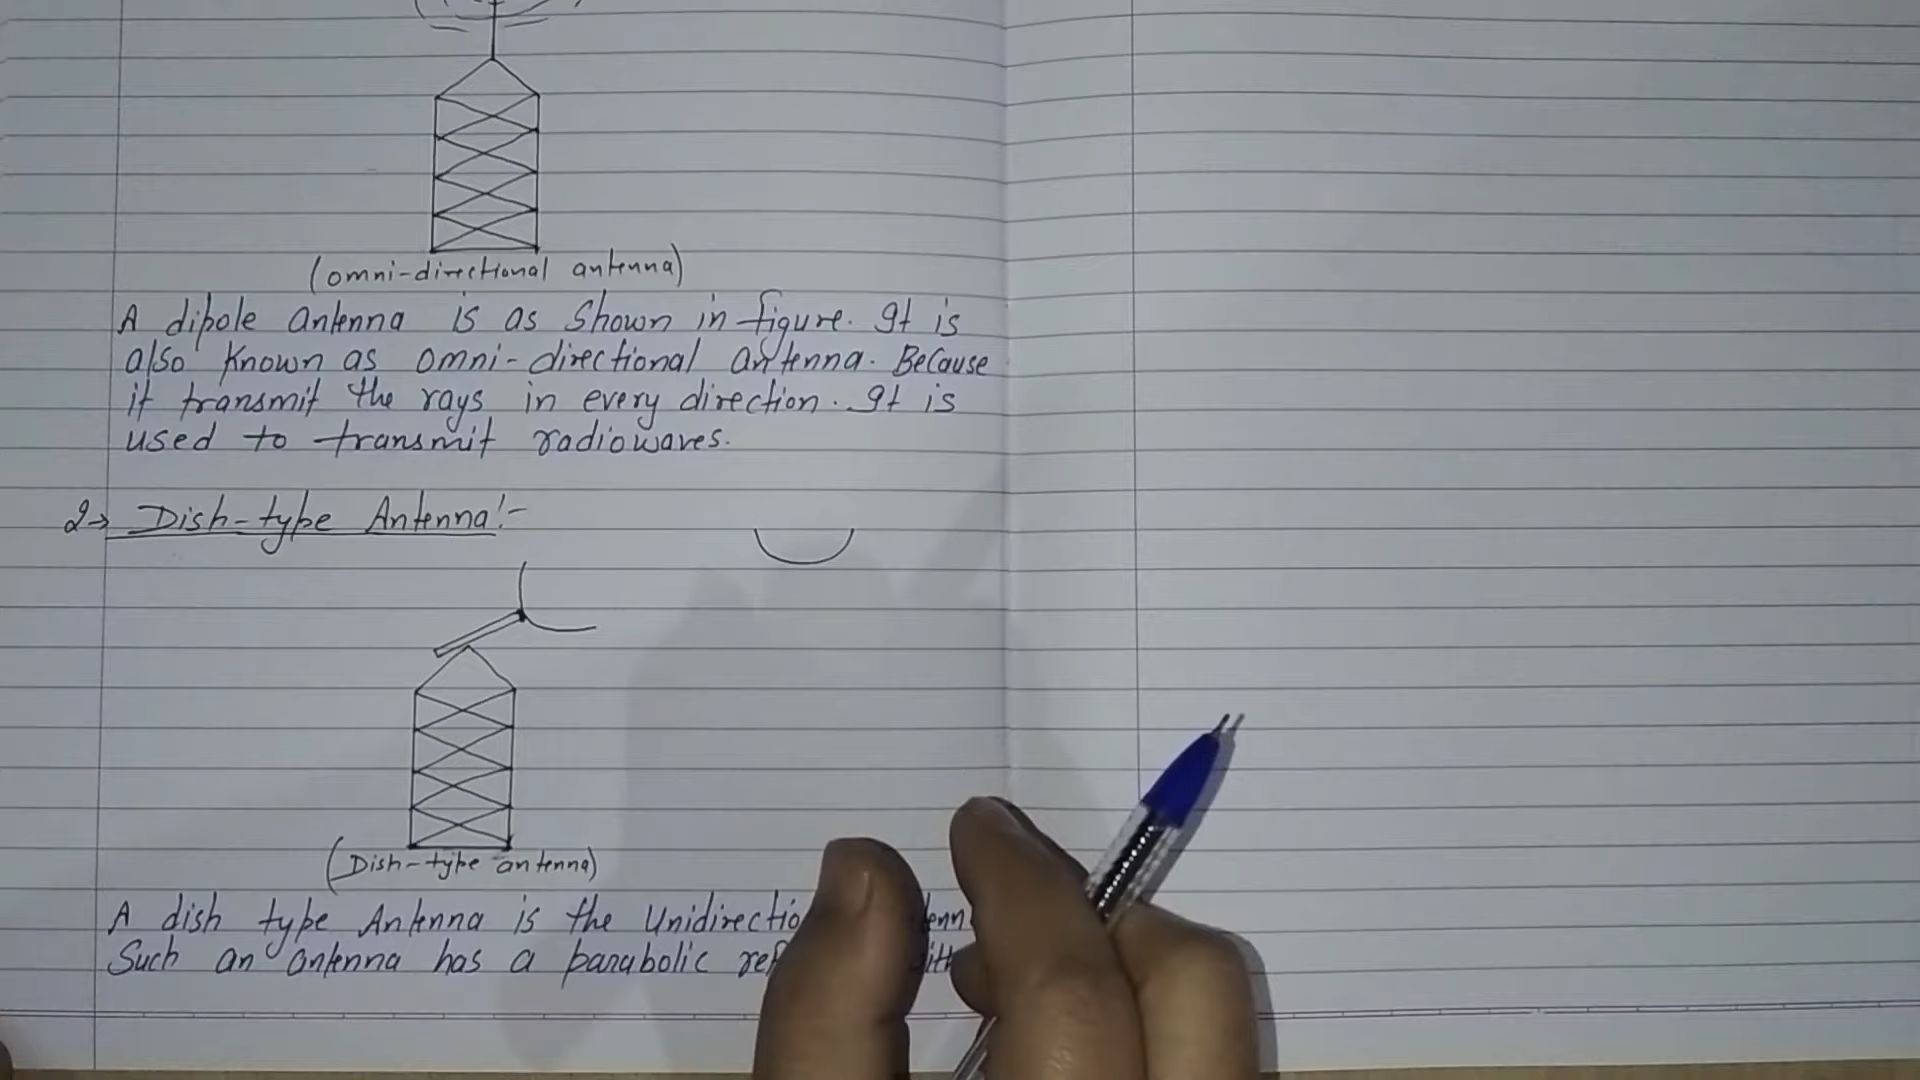 (omni-directional antenna)
A dipole antenna is as shown in figure. It is
also known as omni-directional antenna. Because
it transmit the rays in every direction. It is
used to transmit radiowaves.
2→ Dish-type Antenna:-
(Dish-type antenna)
A dish type Antenna is the Unidirectio
Such an antenna has a parabolic ref